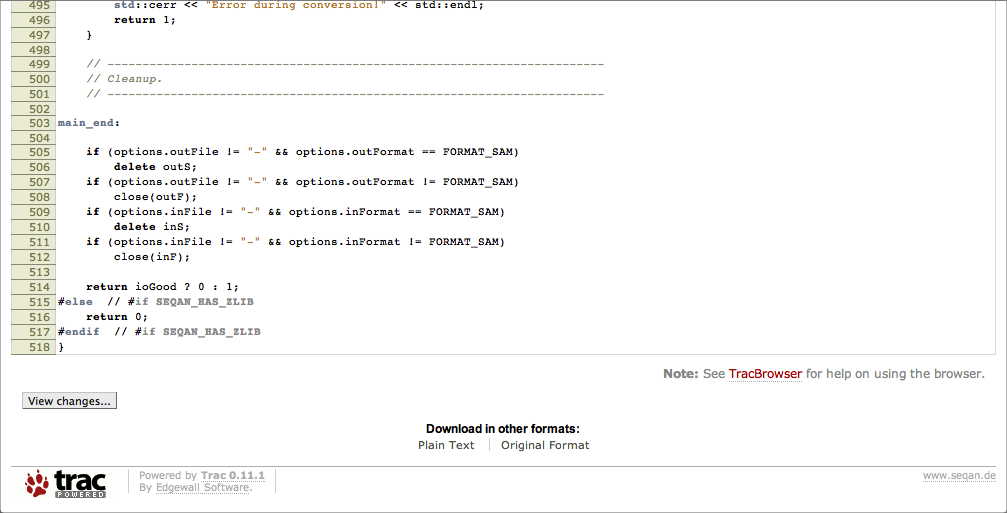 495 std::cerr << "Error during conversion!" << std::endl;
496 return 1;
497 }
498
499 // -----------------------------------------------------------------------
500 // Cleanup.
501 // -----------------------------------------------------------------------
502
503 main_end:
504
505 if (options.outFile != "-" && options.outFormat == FORMAT_SAM)
506 delete outS;
507 if (options.outFile != "-" && options.outFormat != FORMAT_SAM)
508 close(outF);
509 if (options.inFile != "-" && options.inFormat == FORMAT_SAM)
510 delete inS;
511 if (options.inFile != "-" && options.inFormat != FORMAT_SAM)
512 close(inF);
513
514 return ioGood ? 0 : 1;
515 #else // #if SEQAN_HAS_ZLIB
516 return 0;
517 #endif // #if SEQAN_HAS_ZLIB
518 }
Note: See TracBrowser for help on using the browser.
View changes...
Download in other formats:
Plain Text Original Format
trac POWERED
Powered by Trac 0.11.1
By Edgewall Software.
www.seqan.de